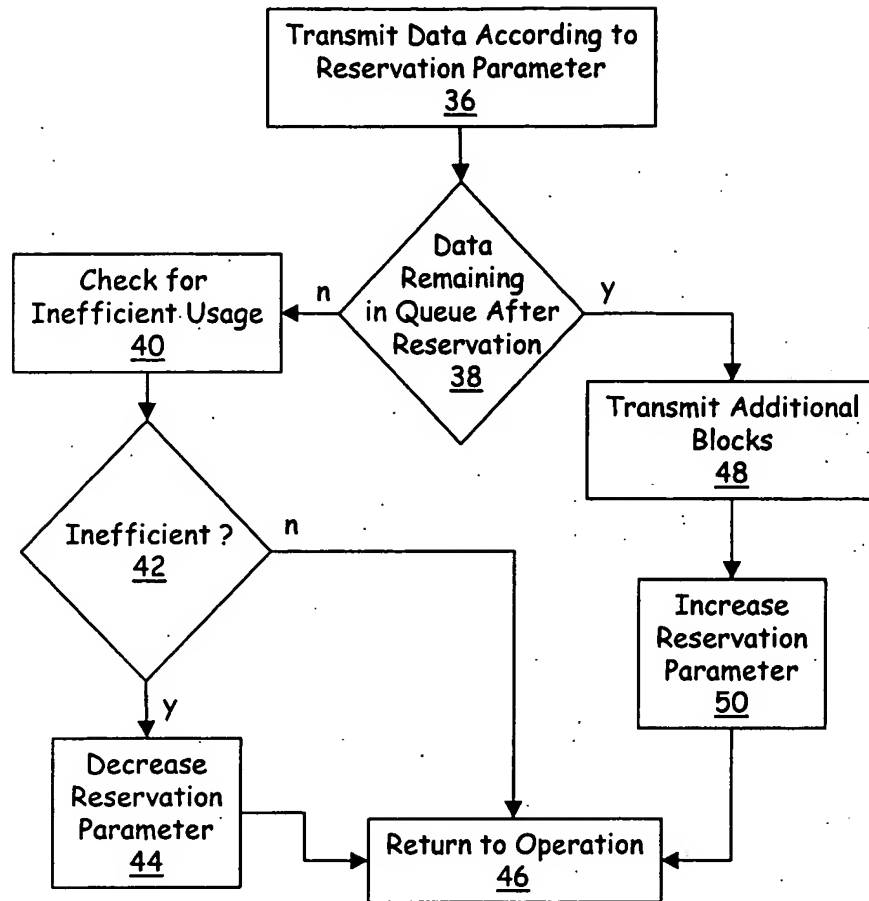 Transmit Data According to
Reservation Parameter
36
Data
Remaining
in Queue After
Reservation
38
n
y
Check for
Inefficient Usage
40
Transmit Additional
Blocks
48
Inefficient ?
42
n
y
Increase
Reservation
Parameter
50
Decrease
Reservation
Parameter
44
Return to Operation
46